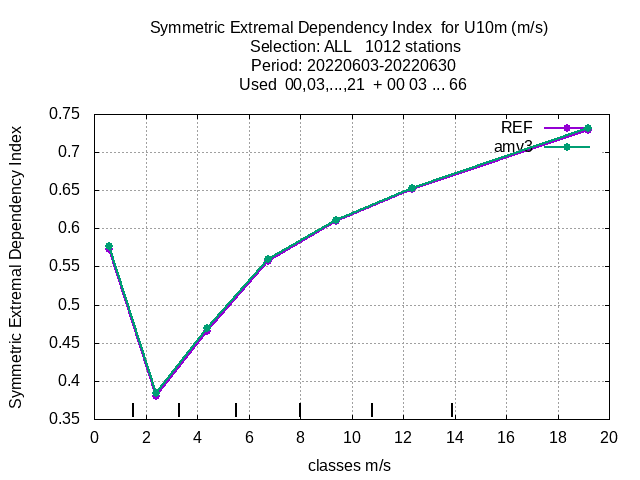 Symmetric Extremal Dependency Index  for U10m (m/s)
Selection: ALL   1012 stations
Period: 20220603-20220630
Used  00,03,...,21  + 00 03 ... 66
Symmetric Extremal Dependency Index
0.75
0.7
0.65
0.6
0.55
0.5
0.45
0.4
0.35
REF
amv3
0 2 4 6 8 10 12 14 16 18 20
classes m/s